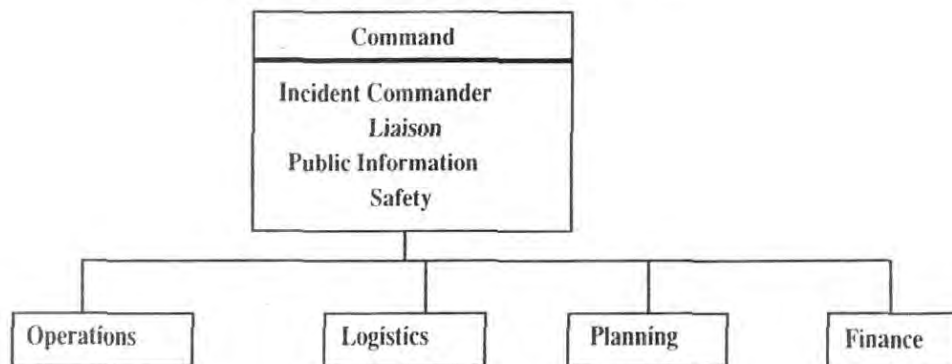 Command
Incident Commander
Liaison
Public Information
Safety
Operations Logistics Planning Finance